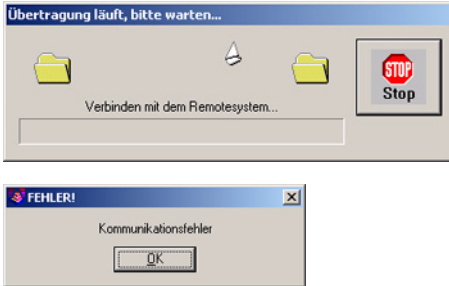 Übertragung läuft, bitte warten...
STOP
Stop
Verbinden mit dem Remotesystem...
FEHLER!
Kommunikationsfehler
OK